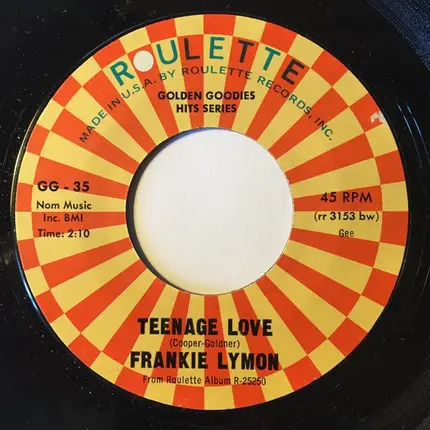 ROULETTE
MADE IN U.S.A. BY ROULETTE RECORDS, INC.
GOLDEN GOODIES
HITS SERIES
GG - 35
Nom Music
Inc. BMI
Time: 2:10
45 RPM
(rr 3153 bw)
Gee
TEENAGE LOVE
(Cooper-Goldner)
FRANKIE LYMON
From Roulette Album R-25250